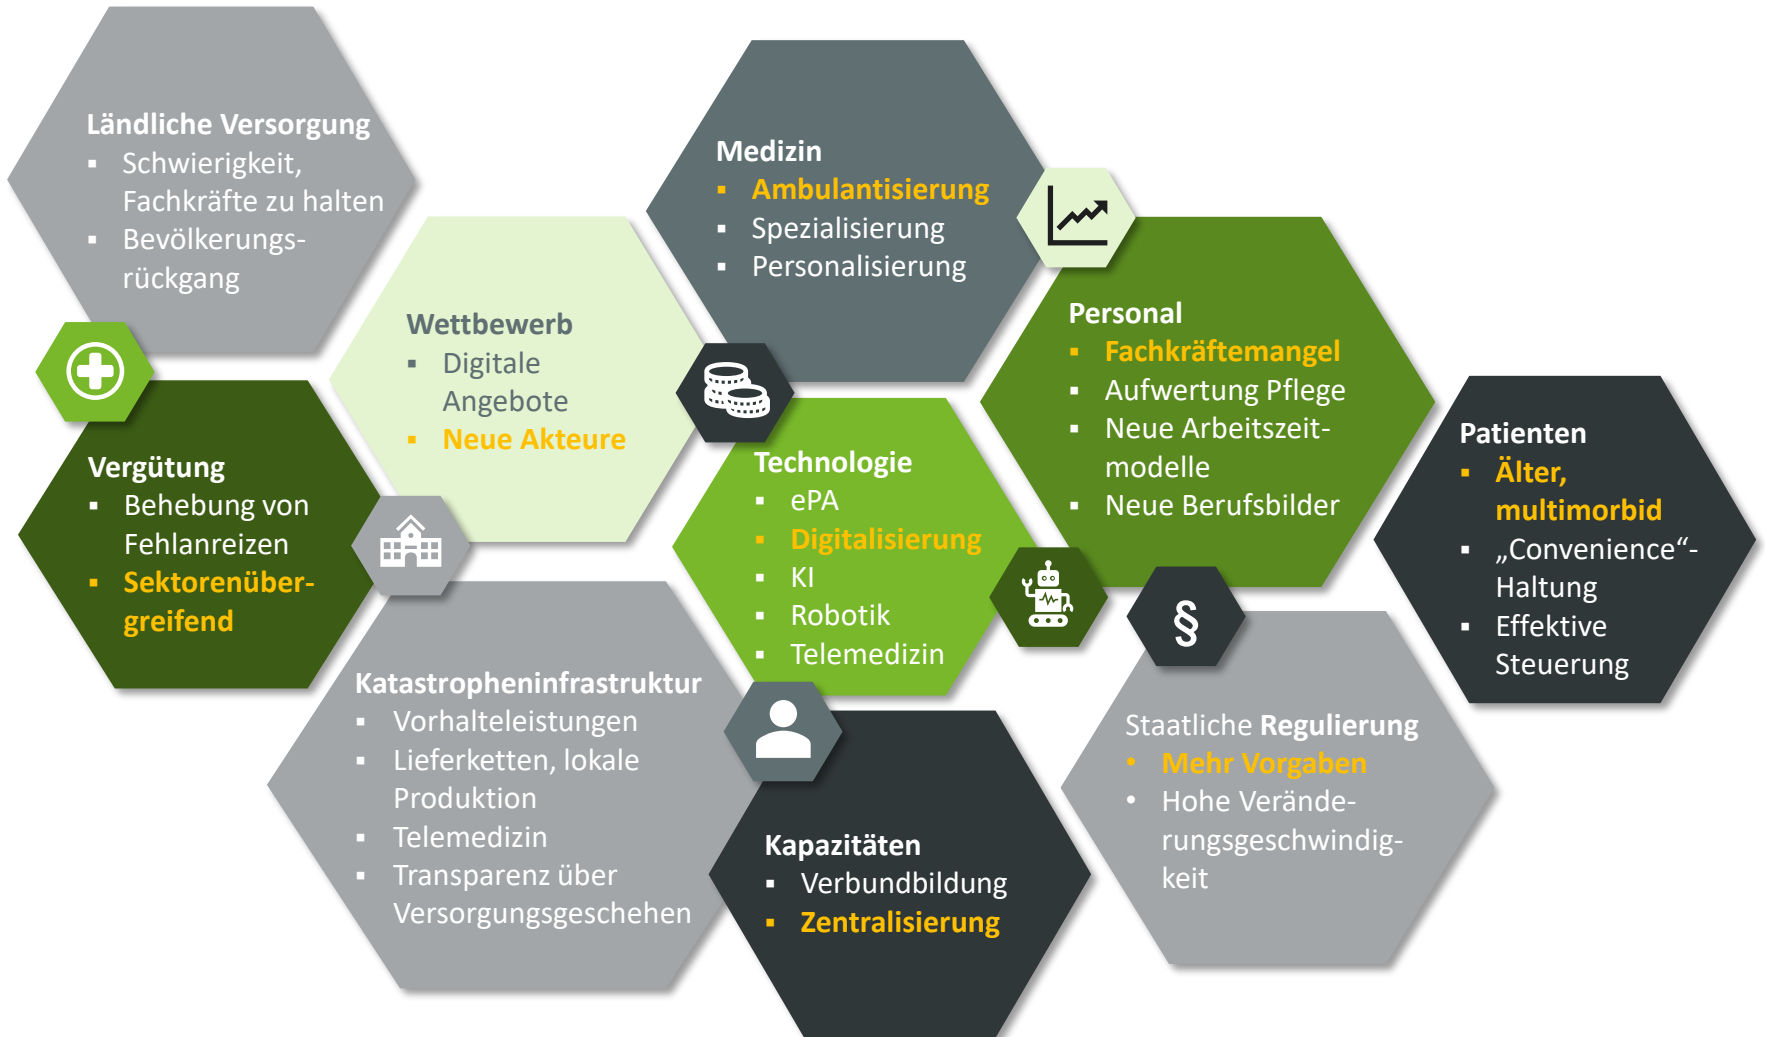 Ländliche Versorgung
▪ Schwierigkeit,
Fachkräfte zu halten
▪ Bevölkerungs-
rückgang
Medizin
▪ Ambulantisierung
▪ Spezialisierung
▪ Personalisierung
Wettbewerb
▪ Digitale
Angebote
▪ Neue Akteure
Personal
▪ Fachkräftemangel
▪ Aufwertung Pflege
▪ Neue Arbeitszeit-
modelle
▪ Neue Berufsbilder
Patienten
▪ Älter,
multimorbid
▪ „Convenience“-
Haltung
▪ Effektive
Steuerung
Vergütung
▪ Behebung von
Fehlanreizen
▪ Sektorenüber-
greifend
Technologie
▪ ePA
▪ Digitalisierung
▪ KI
▪ Robotik
▪ Telemedizin
§
Katastropheninfrastruktur
▪ Vorhalteleistungen
▪ Lieferketten, lokale
Produktion
▪ Telemedizin
▪ Transparenz über
Versorgungsgeschehen
Staatliche Regulierung
• Mehr Vorgaben
• Hohe Verände-
rungsgeschwindig-
keit
Kapazitäten
▪ Verbundbildung
▪ Zentralisierung